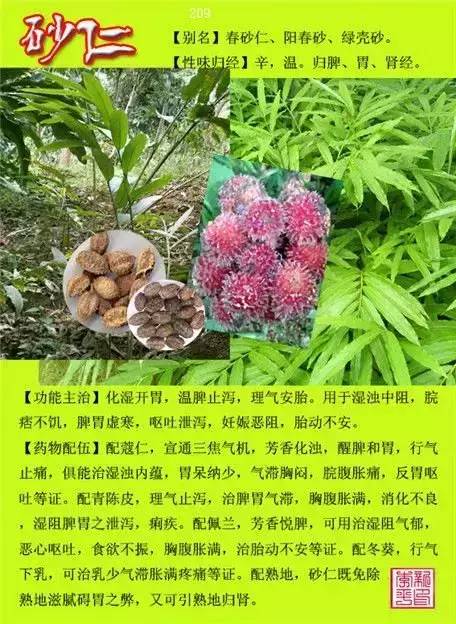 209
砂仁
【别名】春砂仁、阳春砂、绿壳砂。
【性味归经】辛，温。归脾、胃、肾经。
【功能主治】化湿开胃，温脾止泻，理气安胎。用于湿浊中阻，脘
痞不饥，脾胃虚寒，呕吐泄泻，妊娠恶阻，胎动不安。
【药物配伍】配蔻仁，宣通三焦气机，芳香化浊，醒脾和胃，行气
止痛，俱能治湿浊内蕴，胃呆纳少，气滞胸闷，脘腹胀痛，反胃呕
吐等证。配青陈皮，理气止泻，治脾胃气滞，胸腹胀满，消化不良
，湿阻脾胃之泄泻，痢疾。配佩兰，芳香悦脾，可用治湿阻气郁，
恶心呕吐，食欲不振，胸腹胀满，治胎动不安等证。配冬葵，行气
下乳，可治乳少气滞胀满疼痛等证。配熟地，砂仁既免除
熟地滋腻碍胃之弊，又可引熟地归肾。